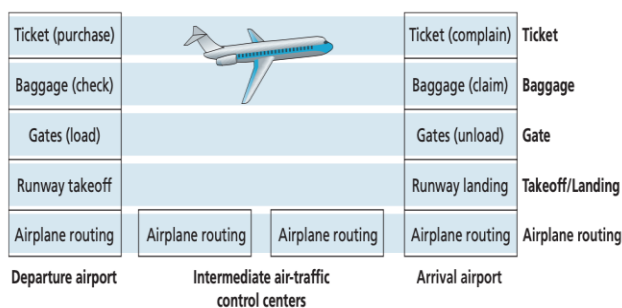 Ticket (purchase) Ticket (complain) Ticket
Baggage (check) Baggage (claim) Baggage
Gates (load) Gates (unload) Gate
Runway takeoff Runway landing Takeoff/Landing
Airplane routing Airplane routing Airplane routing Airplane routing Airplane routing
Departure airport Intermediate air-traffic Arrival airport
control centers